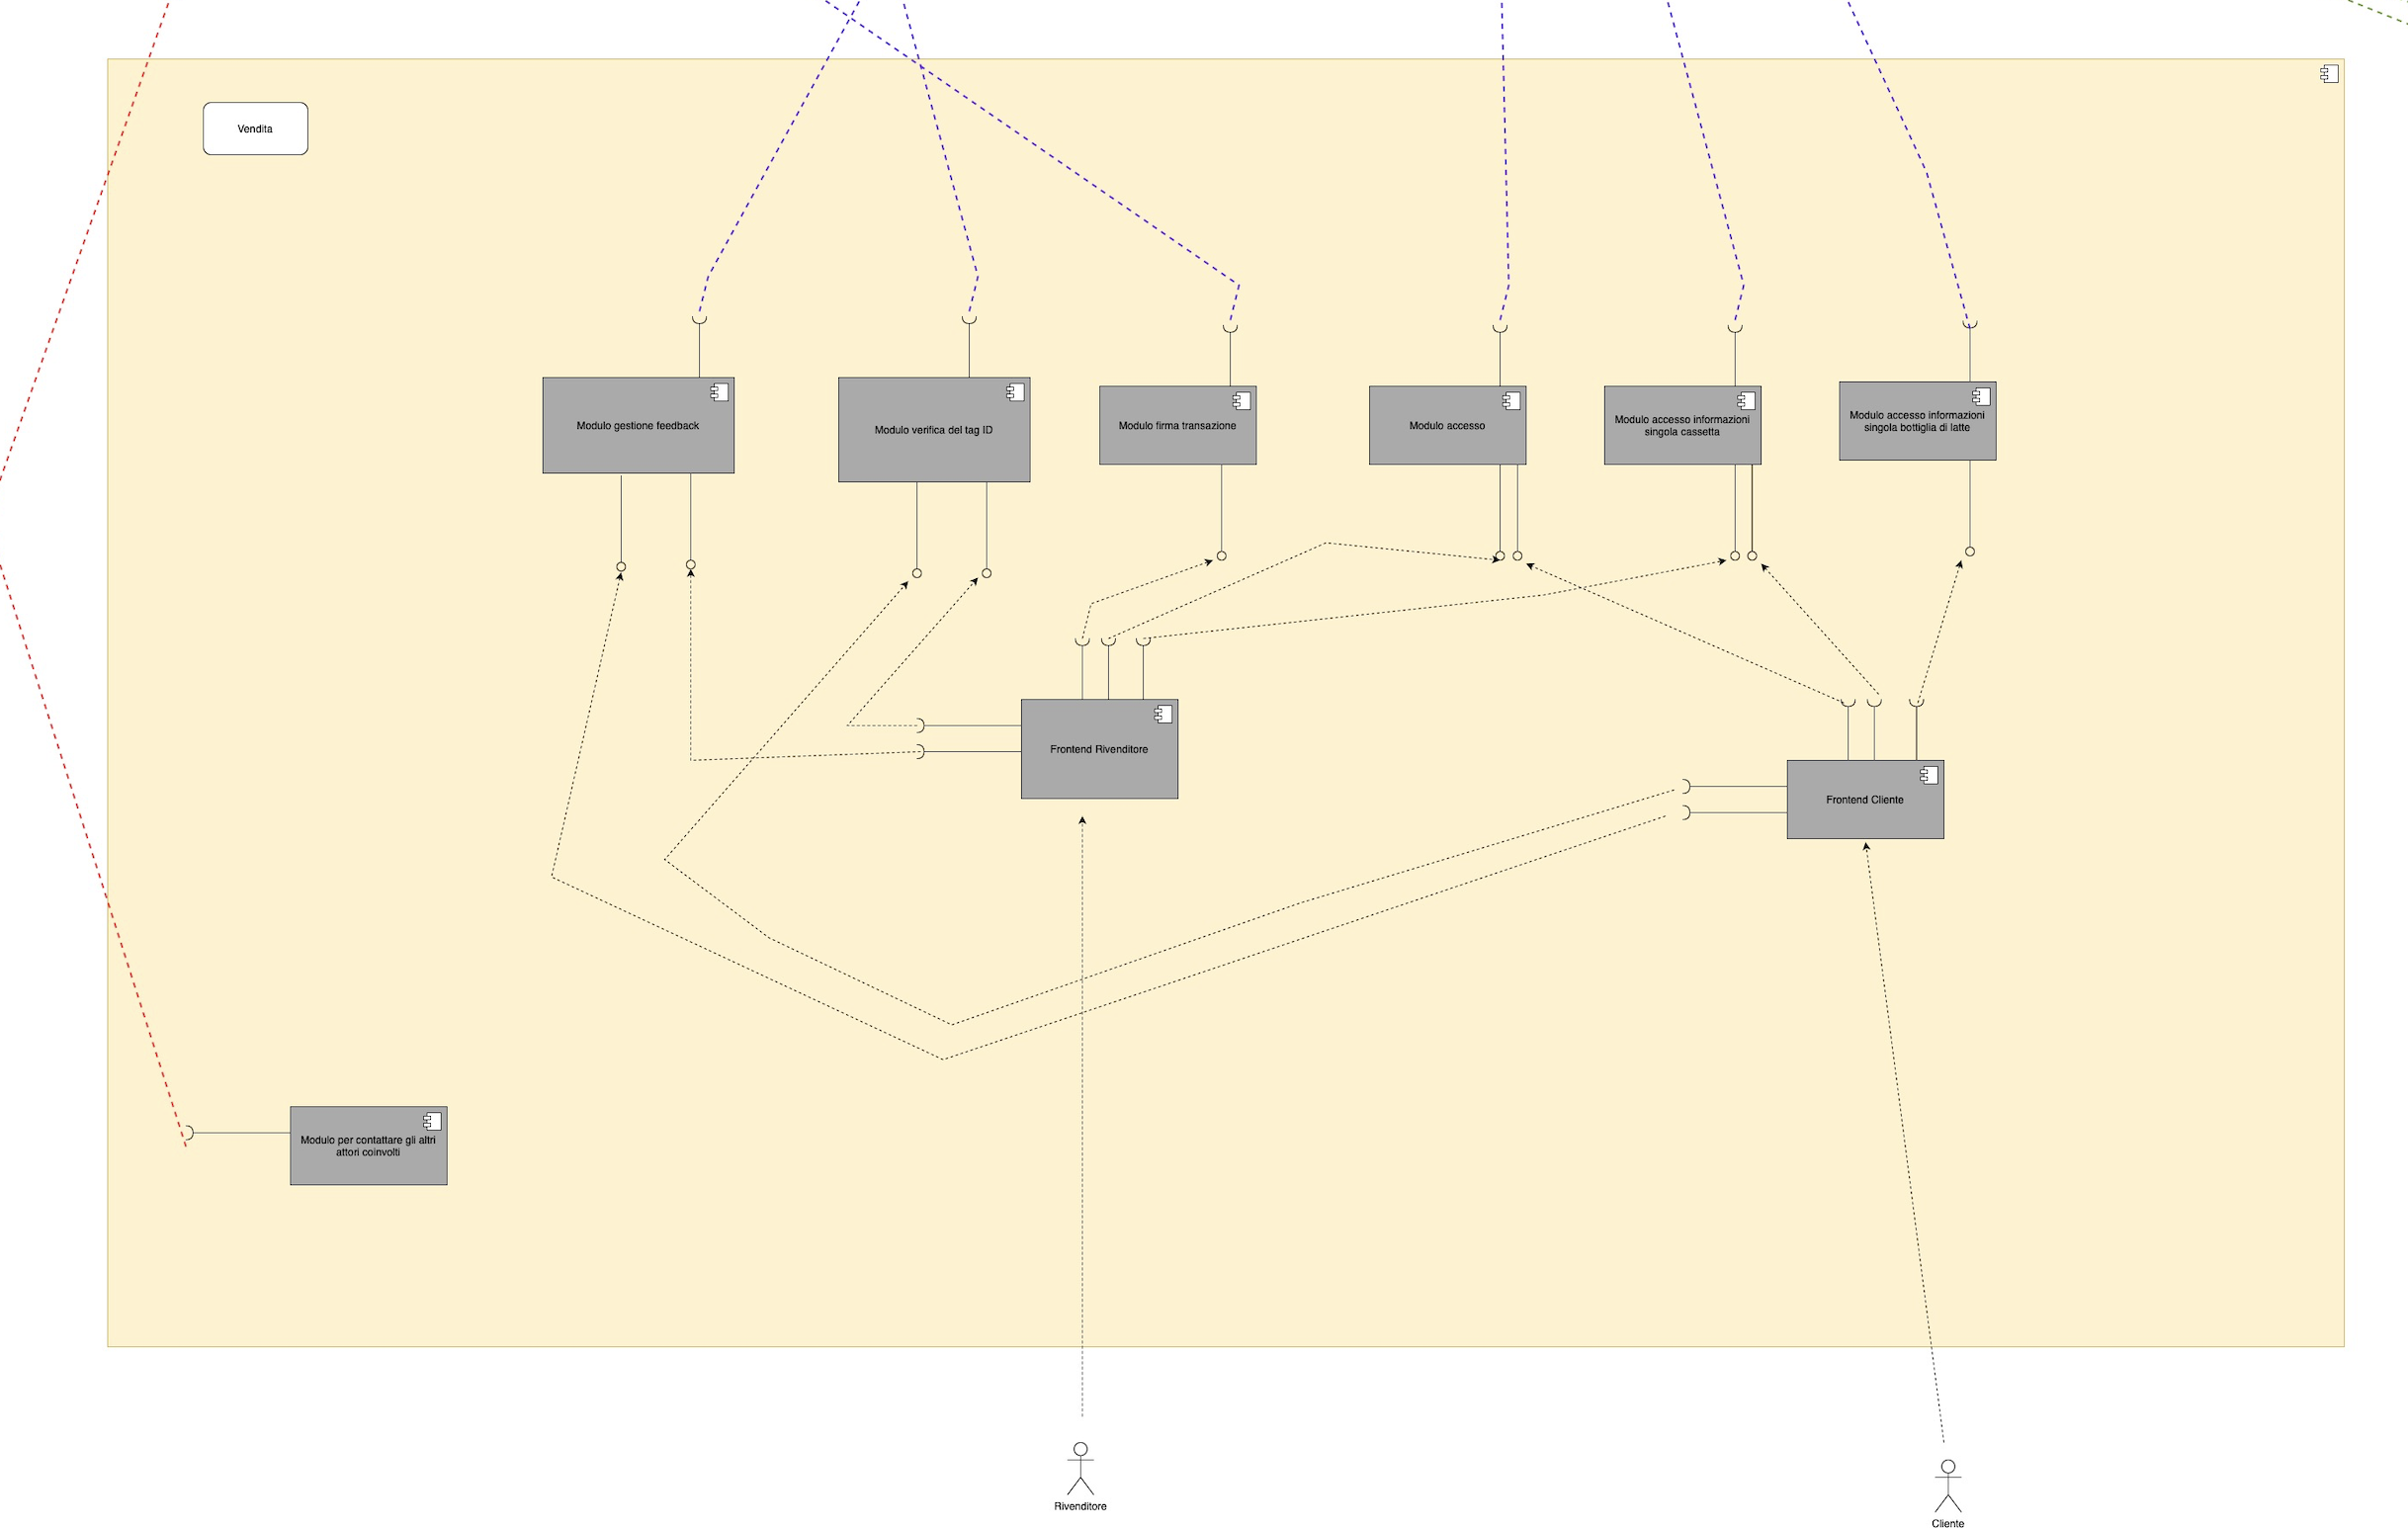 Vendita
Modulo gestione feedback
Modulo verifica del tag ID
Modulo firma transazione
Modulo accesso
Modulo accesso informazioni
singola cassetta
Modulo accesso informazioni
singola bottiglia di latte
Frontend Rivenditore
Frontend Cliente
Modulo per contattare gli altri
attori coinvolti
Rivenditore
Cliente